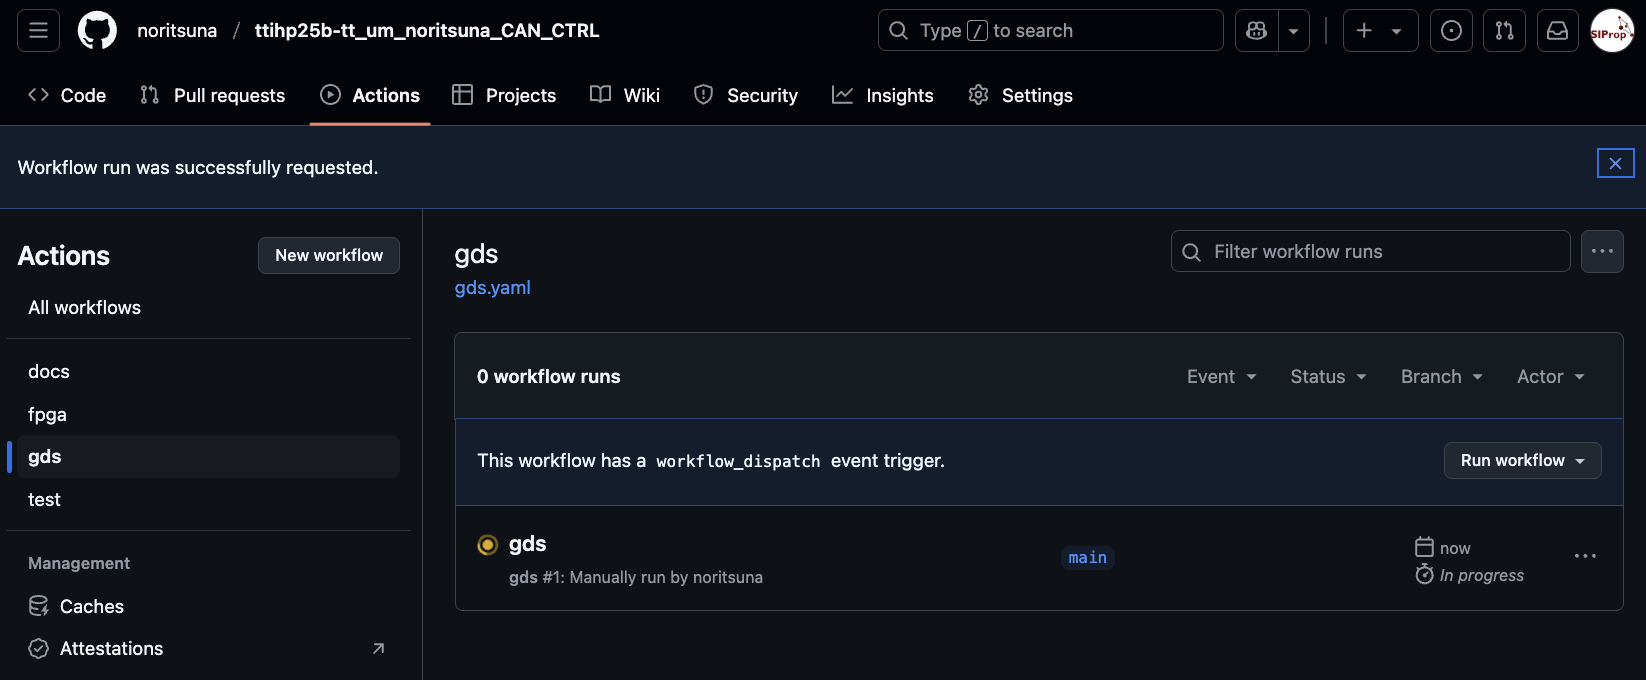 noritsuna / ttihp25b-tt_um_noritsuna_CAN_CTRL
Type / to search
SIProp
Code
Pull requests
Actions
Projects
Wiki
Security
Insights
Settings
Workflow run was successfully requested.
Actions
New workflow
All workflows
docs
fpga
gds
test
Management
Caches
Attestations
gds
gds.yaml
Filter workflow runs
0 workflow runs
Event
Status
Branch
Actor
This workflow has a workflow_dispatch event trigger.
Run workflow
gds
gds #1: Manually run by noritsuna
main
now
In progress